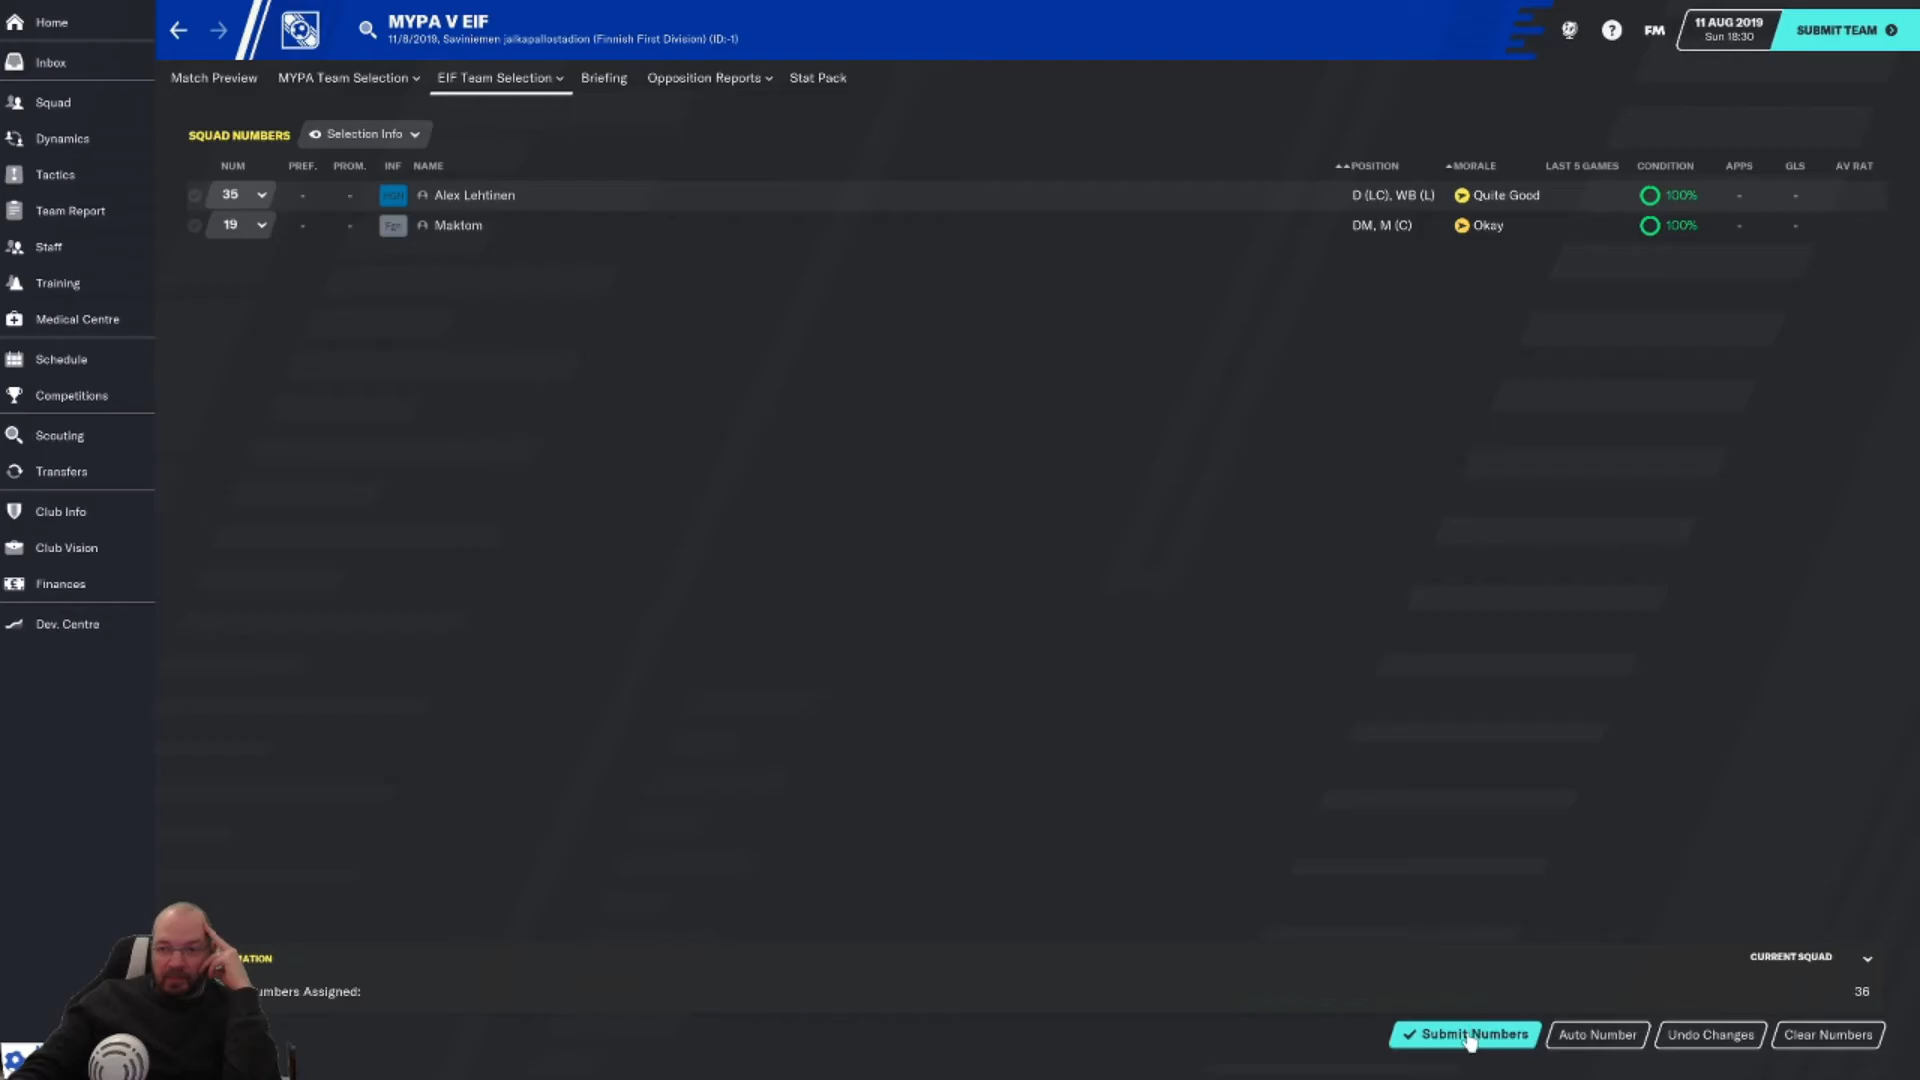 Home
MYPA V EIF
11/8/2019, Saviniemen jalkapallostadion (Finnish First Division) (ID:-1)
FM
11 AUG 2019
Sun 18:30
SUBMIT TEAM
Inbox
Match Preview MYPA Team Selection EIF Team Selection Briefing Opposition Reports Stat Pack
Squad
Dynamics
Tactics
Team Report
Staff
Training
Medical Centre
Schedule
Competitions
Scouting
Transfers
Club Info
Club Vision
Finances
Dev. Centre
SQUAD NUMBERS Selection Info
NUM PREF. PROM. INF NAME POSITION MORALE LAST 5 GAMES CONDITION APPS GLS AV RAT
35 - - HGN Alex Lehtinen D (LC), WB (L) Quite Good 100% - -
19 - - Fgn Maktom DM, M (C) Okay 100% - -
MATION CURRENT SQUAD
umbers Assigned: 36
Submit Numbers Auto Number Undo Changes Clear Numbers